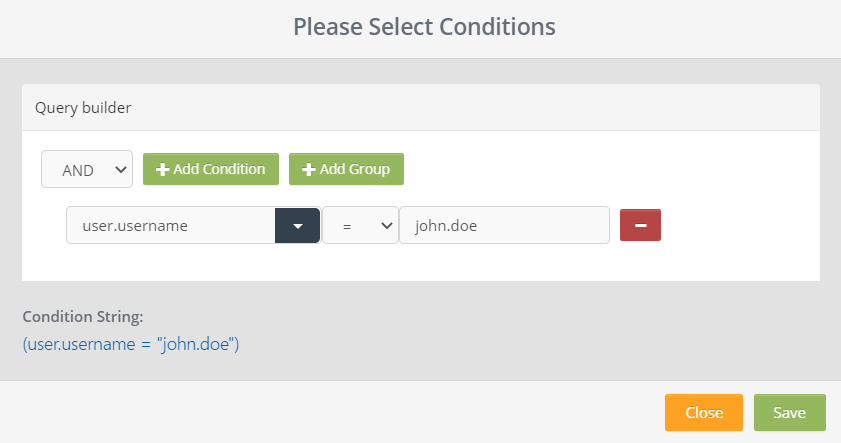 Please Select Conditions
Query builder
AND Add Condition Add Group
user.username = john.doe
Condition String:
(user.username = "john.doe")
Close Save